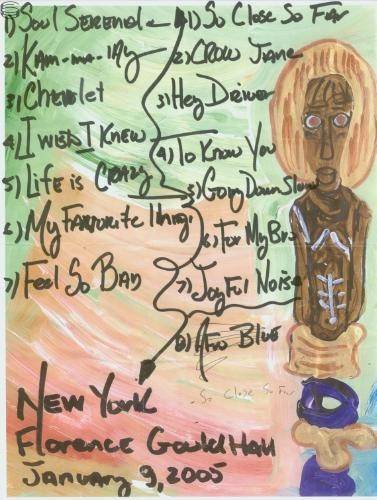 1) Soul Serenade
2) Kam-ma-lay
3) Chevrolet
4) I Wish I Knew
5) Life is Crazy
6) My Favorite Things
7) Feel So Bad
1) So Close So Far
2) Crow Jane
3) Hey Driver
4) To Know You
5) Going Down Slow
6) For My Bro
7) Joyful Noise
8) Afro Blue
So Close So Far
New York
Florence Gould Hall
January 9, 2005